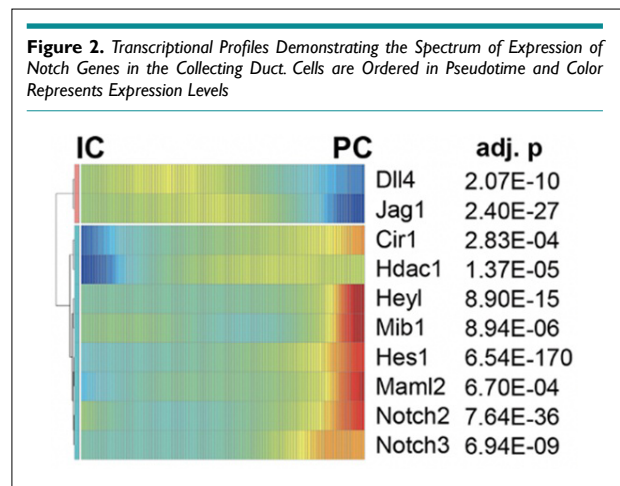 Figure 2. Transcriptional Profiles Demonstrating the Spectrum of Expression of
Notch Genes in the Collecting Duct. Cells are Ordered in Pseudotime and Color
Represents Expression Levels
IC PC adj. p
Dll4 2.07E-10
Jag1 2.40E-27
Cir1 2.83E-04
Hdac1 1.37E-05
Heyl 8.90E-15
Mib1 8.94E-06
Hes1 6.54E-170
Maml2 6.70E-04
Notch2 7.64E-36
Notch3 6.94E-09